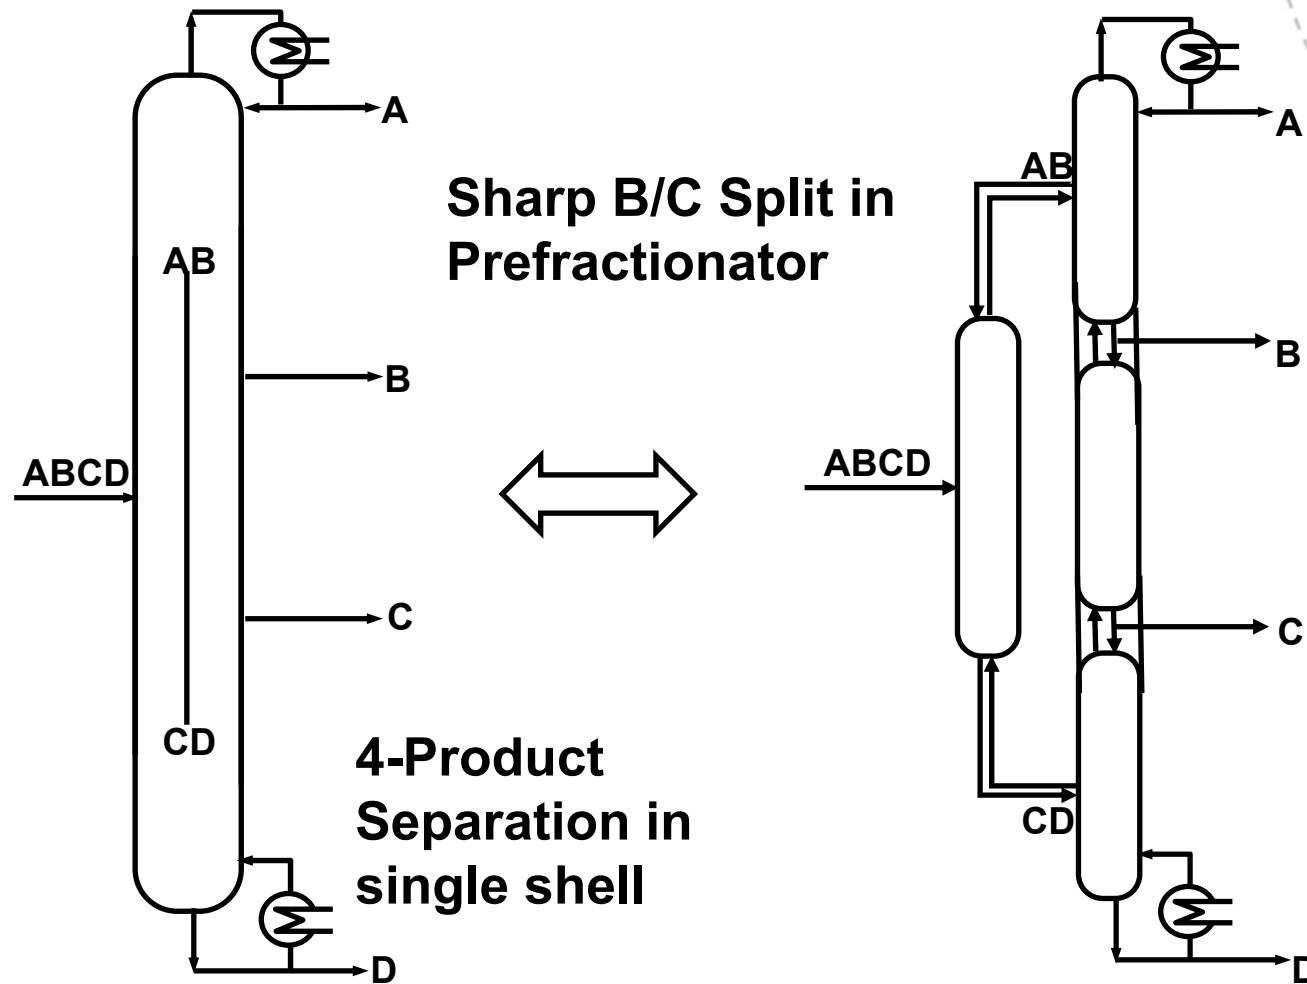 A
AB
B
ABCD
C
CD
D
Sharp B/C Split in
Prefractionator
4-Product
Separation in
single shell
A
AB
B
ABCD
C
CD
D